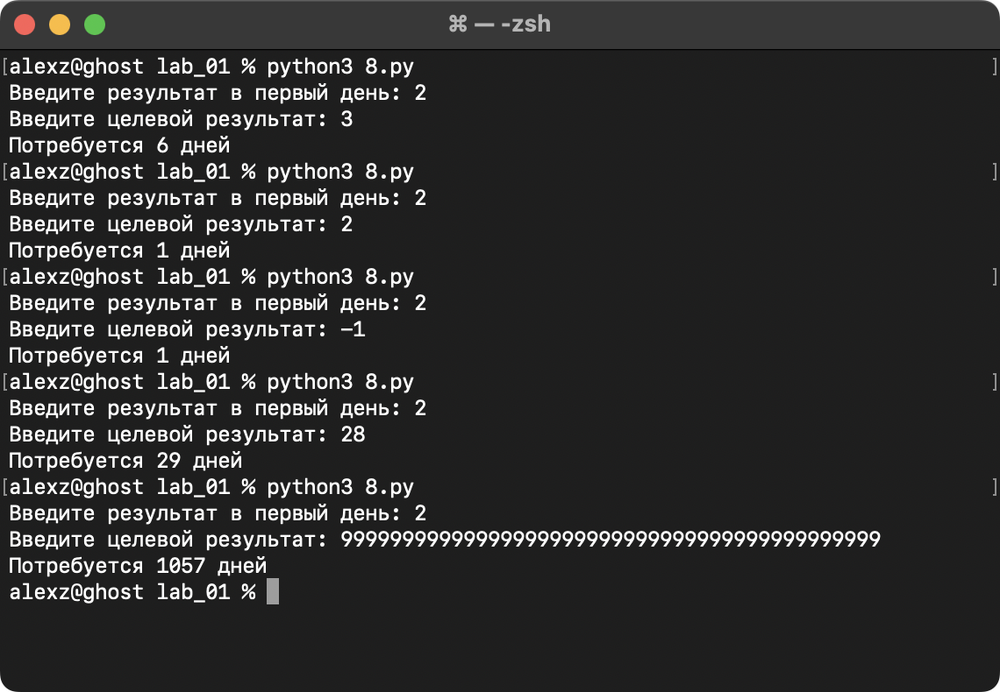 ⌘ — -zsh
[alexz@ghost lab_01 % python3 8.py ]
Введите результат в первый день: 2
Введите целевой результат: 3
Потребуется 6 дней
[alexz@ghost lab_01 % python3 8.py ]
Введите результат в первый день: 2
Введите целевой результат: 2
Потребуется 1 дней
[alexz@ghost lab_01 % python3 8.py ]
Введите результат в первый день: 2
Введите целевой результат: -1
Потребуется 1 дней
[alexz@ghost lab_01 % python3 8.py ]
Введите результат в первый день: 2
Введите целевой результат: 28
Потребуется 29 дней
[alexz@ghost lab_01 % python3 8.py ]
Введите результат в первый день: 2
Введите целевой результат: 99999999999999999999999999999999999999999999
Потребуется 1057 дней
alexz@ghost lab_01 %